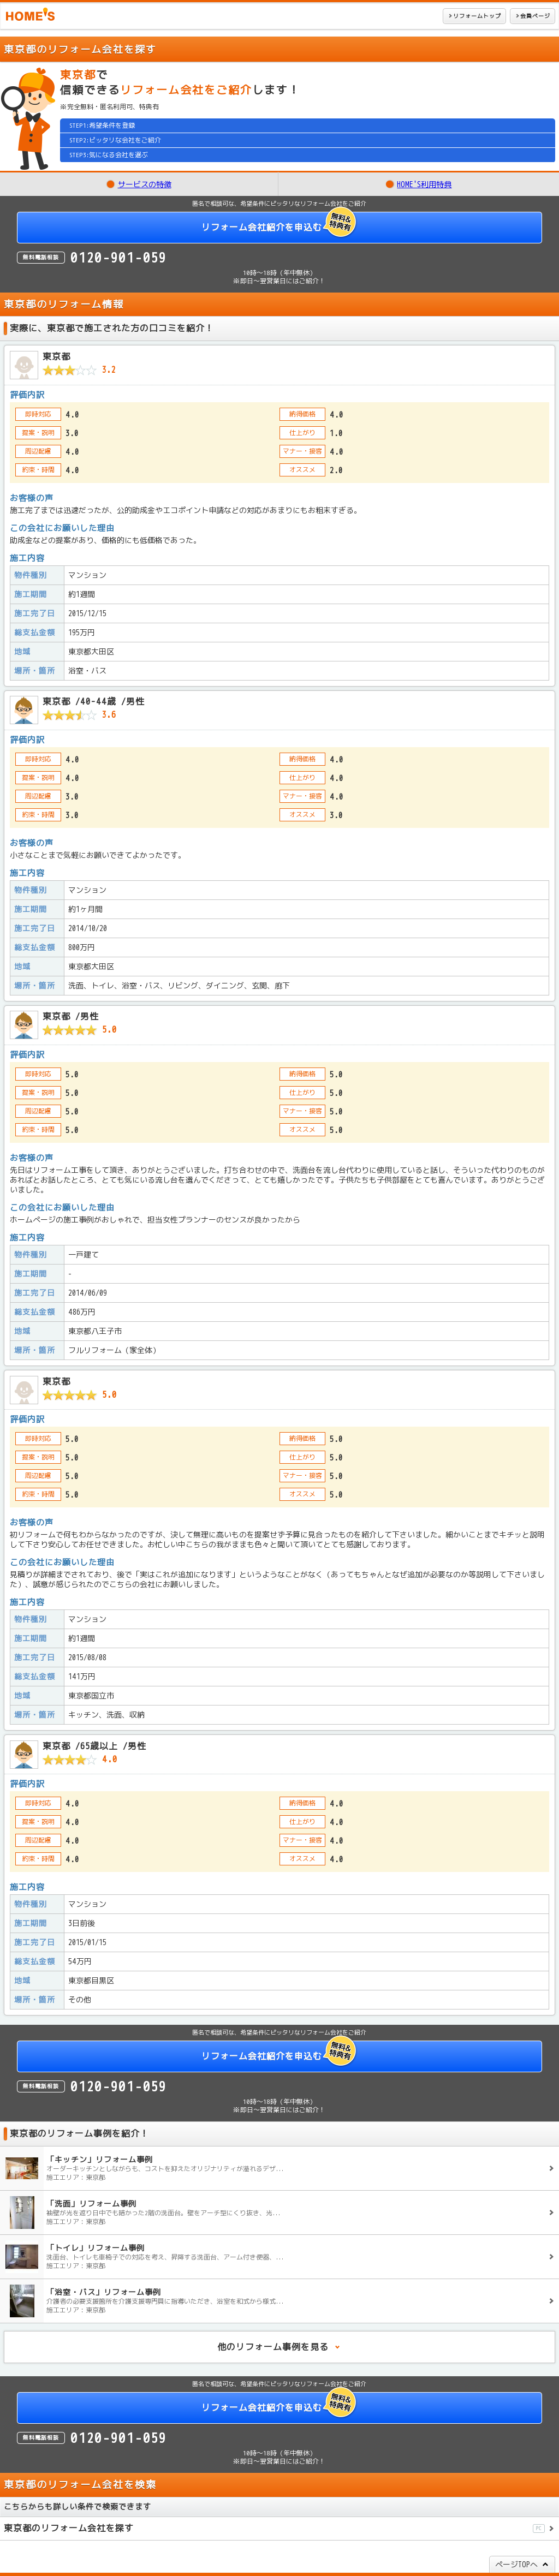 HOME'S
リフォームトップ
会員ページ
東京都のリフォーム会社を探す
東京都で
信頼できるリフォーム会社をご紹介します！
※完全無料・匿名利用可、特典有
STEP1:希望条件を登録
STEP2:ピッタリな会社をご紹介
STEP3:気になる会社を選ぶ
サービスの特徴
HOME'S利用特典
匿名で相談可な、希望条件にピッタリなリフォーム会社をご紹介
リフォーム会社紹介を申込む
無料&特典有
無料電話相談 0120-901-059
10時～18時（年中無休）
※即日～翌営業日にはご紹介！
東京都のリフォーム情報
実際に、東京都で施工された方の口コミを紹介！
東京都
3.2
評価内訳
即時対応 4.0 納得価格 4.0
提案・説明 3.0 仕上がり 1.0
周辺配慮 4.0 マナー・接客 4.0
約束・時間 4.0 オススメ 2.0
お客様の声
施工完了までは迅速だったが、公的助成金やエコポイント申請などの対応があまりにもお粗末すぎる。
この会社にお願いした理由
助成金などの提案があり、価格的にも低価格であった。
施工内容
物件種別 マンション
施工期間 約1週間
施工完了日 2015/12/15
総支払金額 195万円
地域 東京都大田区
場所・箇所 浴室・バス
東京都 /40-44歳 /男性
3.6
評価内訳
即時対応 4.0 納得価格 4.0
提案・説明 4.0 仕上がり 4.0
周辺配慮 3.0 マナー・接客 4.0
約束・時間 3.0 オススメ 3.0
お客様の声
小さなことまで気軽にお願いできてよかったです。
施工内容
物件種別 マンション
施工期間 約1ヶ月間
施工完了日 2014/10/20
総支払金額 800万円
地域 東京都大田区
場所・箇所 洗面、トイレ、浴室・バス、リビング、ダイニング、玄関、廊下
東京都 /男性
5.0
評価内訳
即時対応 5.0 納得価格 5.0
提案・説明 5.0 仕上がり 5.0
周辺配慮 5.0 マナー・接客 5.0
約束・時間 5.0 オススメ 5.0
お客様の声
先日はリフォーム工事をして頂き、ありがとうございました。打ち合わせの中で、洗面台を流し台代わりに使用していると話し、そういった代わりのものが
あればとお話したところ、とても気にいる流し台を選んでくださって、とても嬉しかったです。子供たちも子供部屋をとても喜んでいます。ありがとうござ
いました。
この会社にお願いした理由
ホームページの施工事例がおしゃれで、担当女性プランナーのセンスが良かったから
施工内容
物件種別 一戸建て
施工期間 -
施工完了日 2014/06/09
総支払金額 486万円
地域 東京都八王子市
場所・箇所 フルリフォーム（家全体）
東京都
5.0
評価内訳
即時対応 5.0 納得価格 5.0
提案・説明 5.0 仕上がり 5.0
周辺配慮 5.0 マナー・接客 5.0
約束・時間 5.0 オススメ 5.0
お客様の声
初リフォームで何もわからなかったのですが、決して無理に高いものを提案せず予算に見合ったものを紹介して下さいました。細かいことまでキチッと説明
して下さり安心してお任せできました。お忙しい中こちらの我がままも色々と聞いて頂いてとても感謝しております。
この会社にお願いした理由
見積りが詳細までされており、後で「実はこれが追加になります」というようなことがなく（あってもちゃんとなぜ追加が必要なのか等説明して下さいまし
た）、誠意が感じられたのでこちらの会社にお願いしました。
施工内容
物件種別 マンション
施工期間 約1週間
施工完了日 2015/08/08
総支払金額 141万円
地域 東京都国立市
場所・箇所 キッチン、洗面、収納
東京都 /65歳以上 /男性
4.0
評価内訳
即時対応 4.0 納得価格 4.0
提案・説明 4.0 仕上がり 4.0
周辺配慮 4.0 マナー・接客 4.0
約束・時間 4.0 オススメ 4.0
施工内容
物件種別 マンション
施工期間 3日前後
施工完了日 2015/01/15
総支払金額 54万円
地域 東京都目黒区
場所・箇所 その他
匿名で相談可な、希望条件にピッタリなリフォーム会社をご紹介
リフォーム会社紹介を申込む
無料&特典有
無料電話相談 0120-901-059
10時～18時（年中無休）
※即日～翌営業日にはご紹介！
東京都のリフォーム事例を紹介！
「キッチン」リフォーム事例
オーダーキッチンとしながらも、コストを抑えたオリジナリティが溢れるデザ...
施工エリア：東京都
「洗面」リフォーム事例
袖壁が光を遮り日中でも暗かった2階の洗面台。壁をアーチ型にくり抜き、光...
施工エリア：東京都
「トイレ」リフォーム事例
洗面台、トイレも車椅子での対応を考え、昇降する洗面台、アーム付き便器、...
施工エリア：東京都
「浴室・バス」リフォーム事例
介護者の必要支援箇所を介護支援専門員に指導いただき、浴室を和式から様式...
施工エリア：東京都
他のリフォーム事例を見る
匿名で相談可な、希望条件にピッタリなリフォーム会社をご紹介
リフォーム会社紹介を申込む
無料&特典有
無料電話相談 0120-901-059
10時～18時（年中無休）
※即日～翌営業日にはご紹介！
東京都のリフォーム会社を検索
こちらからも詳しい条件で検索できます
東京都のリフォーム会社を探す
PC
ページTOPへ